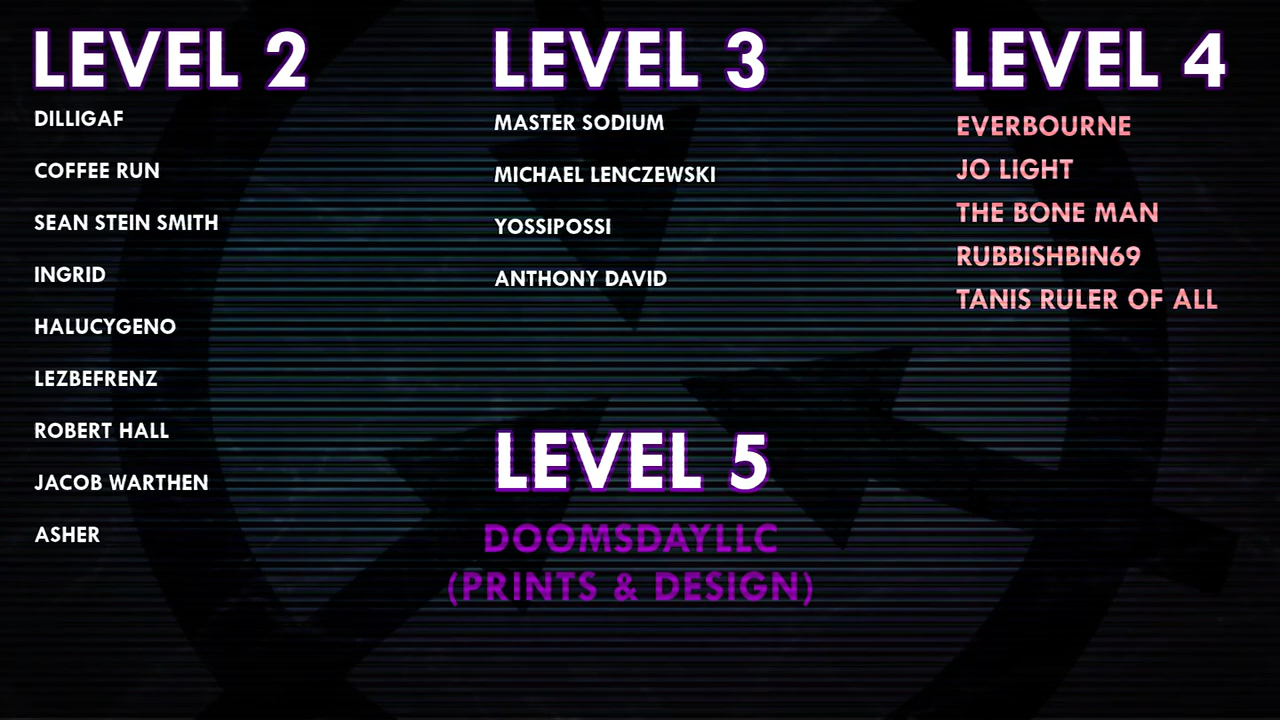 LEVEL 2
DILLIGAF
COFFEE RUN
SEAN STEIN SMITH
INGRID
HALUCYGENO
LEZBEFRENZ
ROBERT HALL
JACOB WARTHEN
ASHER
LEVEL 3
MASTER SODIUM
MICHAEL LENCZEWSKI
YOSSIPOSSI
ANTHONY DAVID
LEVEL 4
EVERBOURNE
JO LIGHT
THE BONE MAN
RUBBISHBIN69
TANIS RULER OF ALL
LEVEL 5
DOOMSDAYLLC
(PRINTS & DESIGN)